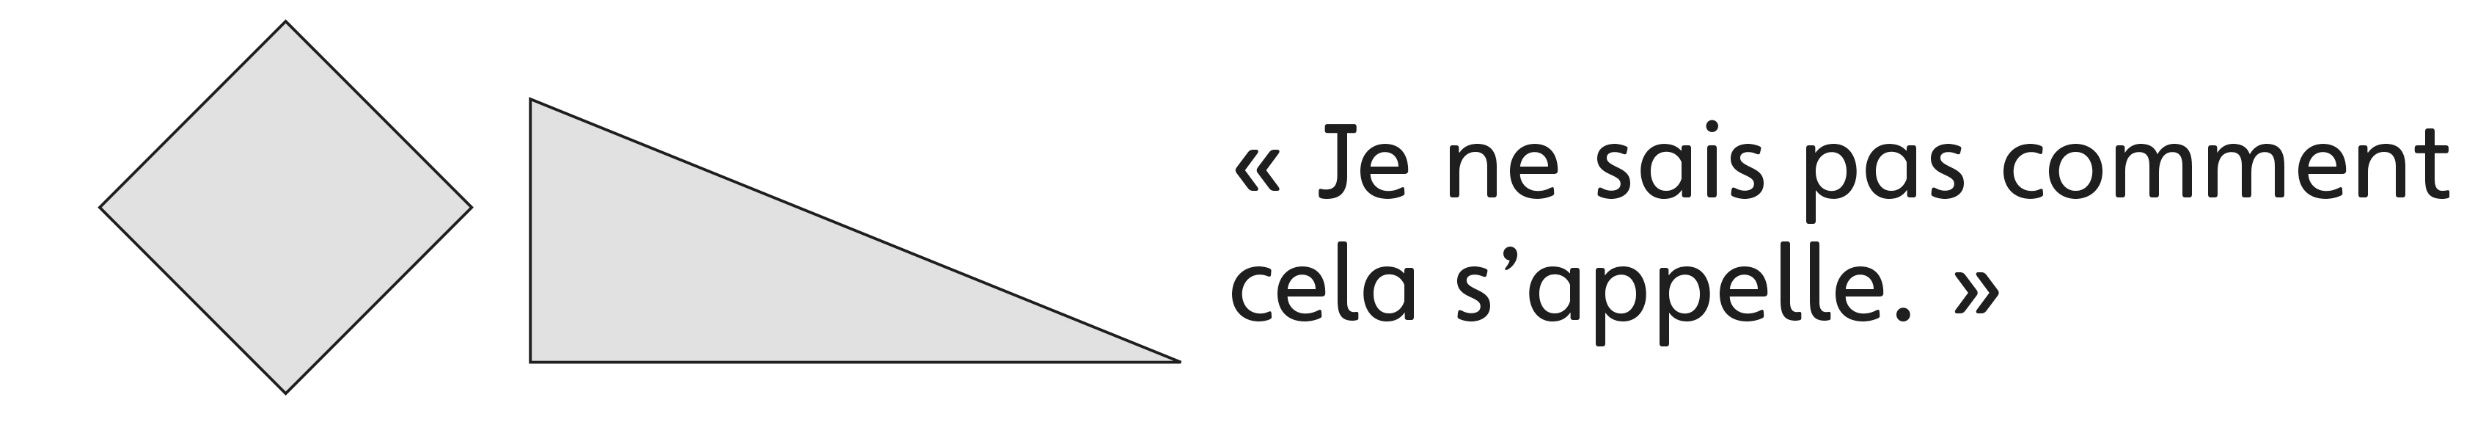 « Je ne sais pas comment
cela s’appelle. »